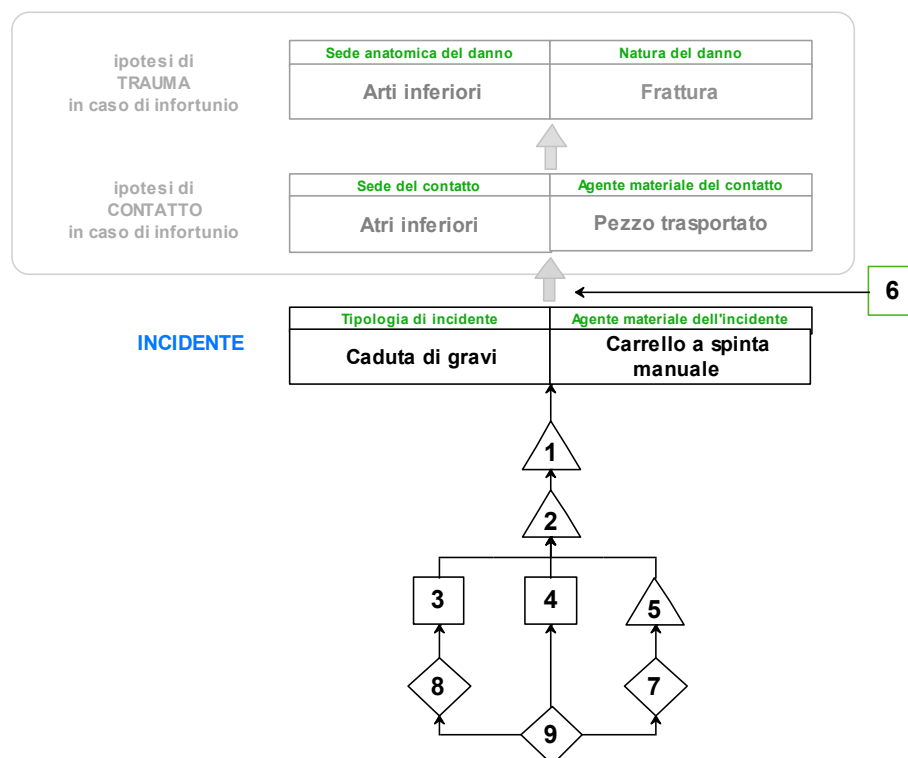 Sede anatomica del danno
Natura del danno
ipotesi di
TRAUMA
in caso di infortunio
Arti inferiori
Frattura
Sede del contatto
Agente materiale del contatto
ipotesi di
CONTATTO
in caso di infortunio
Atri inferiori
Pezzo trasportato
6
Tipologia di incidente
Agente materiale dell'incidente
INCIDENTE
Caduta di gravi
Carrello a spinta
manuale
1
2
3
4
5
8
7
9